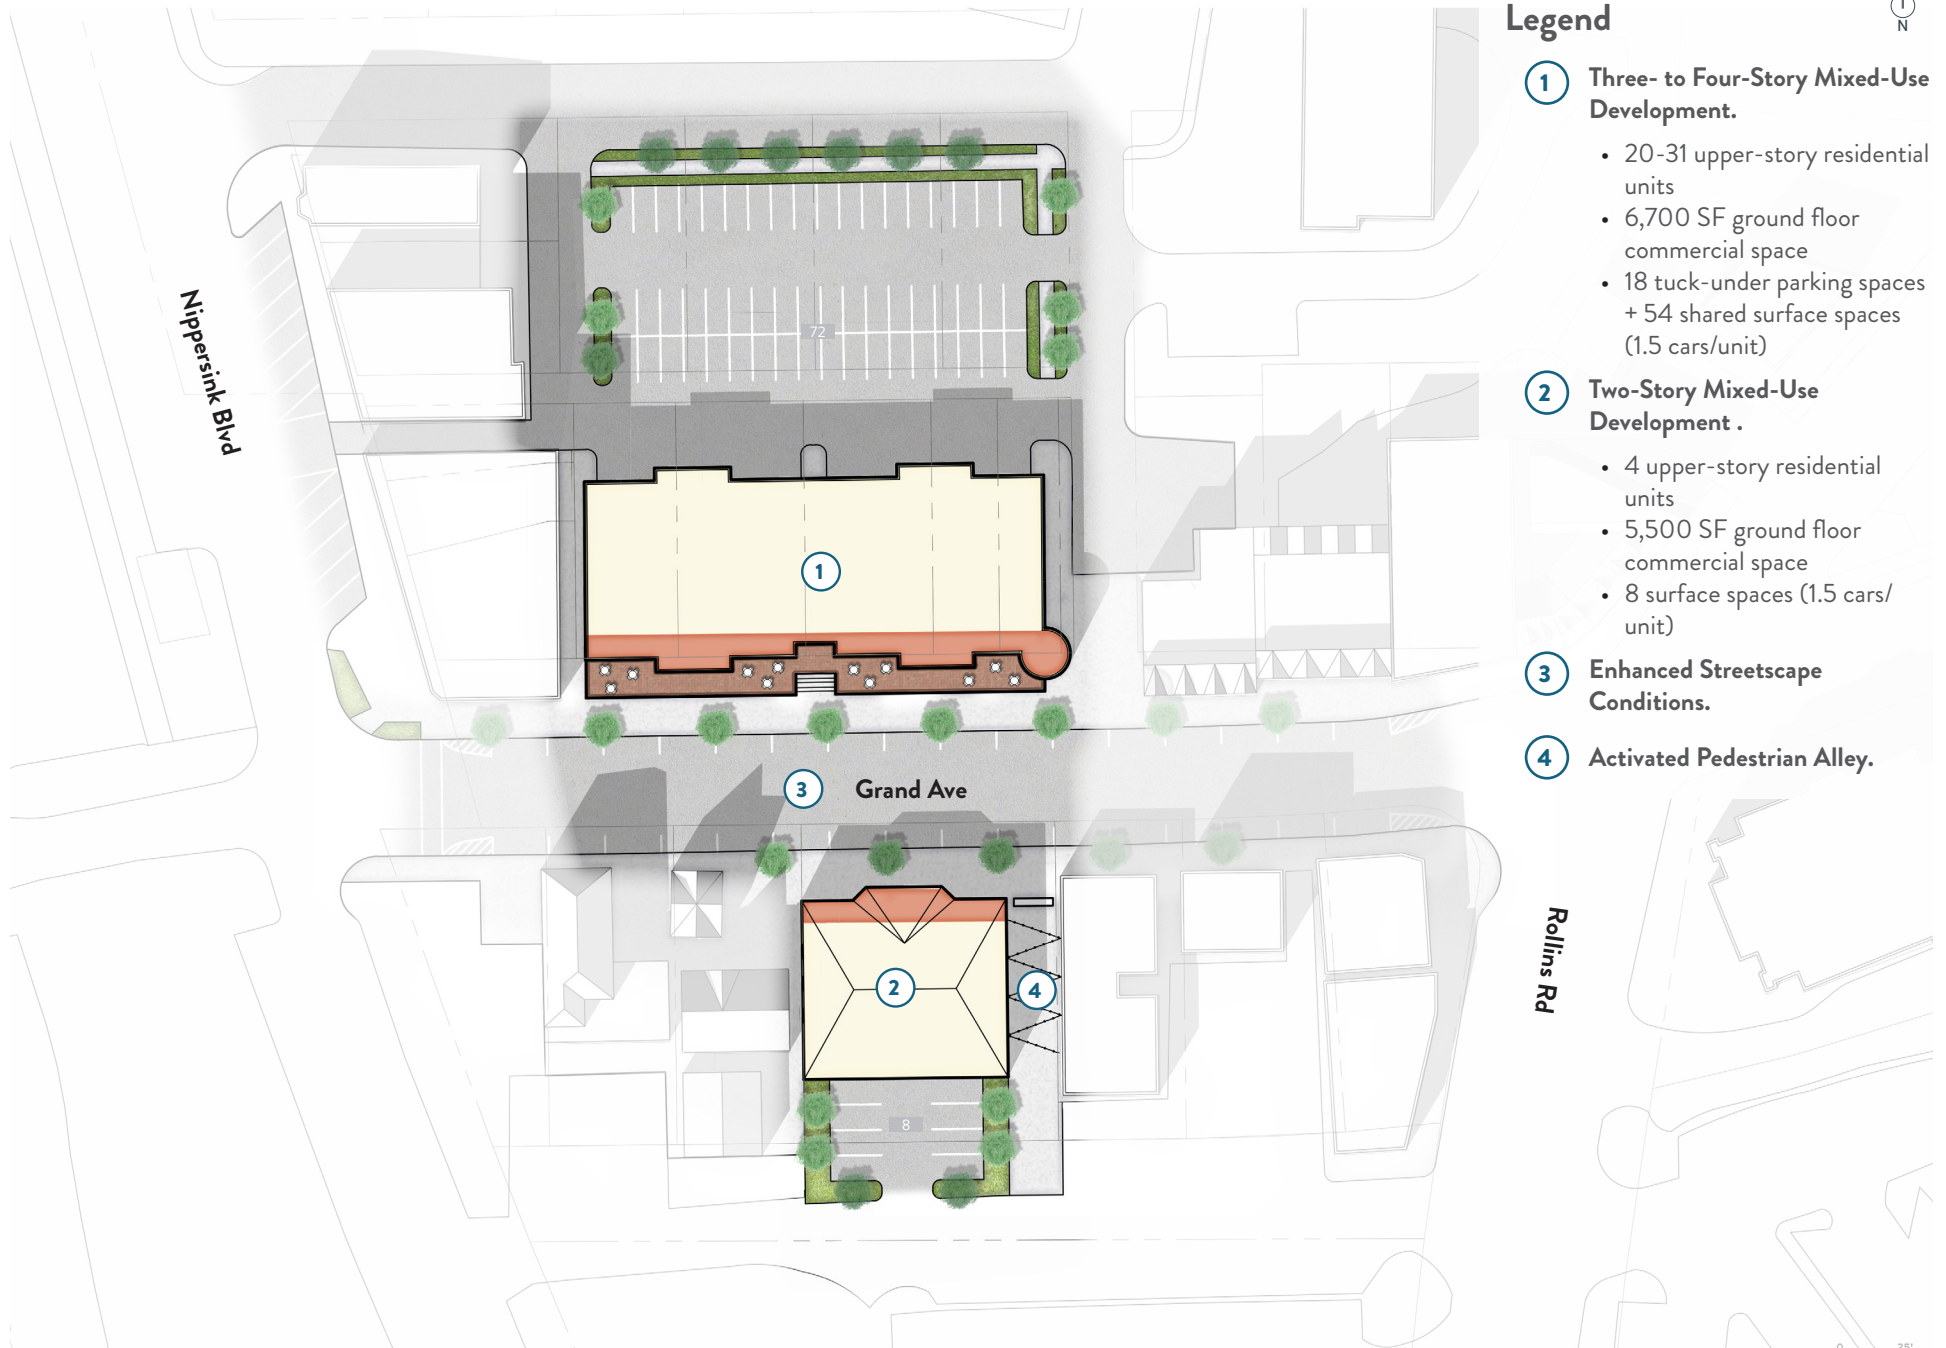 Legend
N
1 Three- to Four-Story Mixed-Use
Development.
• 20-31 upper-story residential
units
• 6,700 SF ground floor
commercial space
• 18 tuck-under parking spaces
+ 54 shared surface spaces
(1.5 cars/unit)
2 Two-Story Mixed-Use
Development .
• 4 upper-story residential
units
• 5,500 SF ground floor
commercial space
• 8 surface spaces (1.5 cars/
unit)
3 Enhanced Streetscape
Conditions.
4 Activated Pedestrian Alley.
Nippersink Blvd
72
1
3
Grand Ave
2
4
Rollins Rd
8